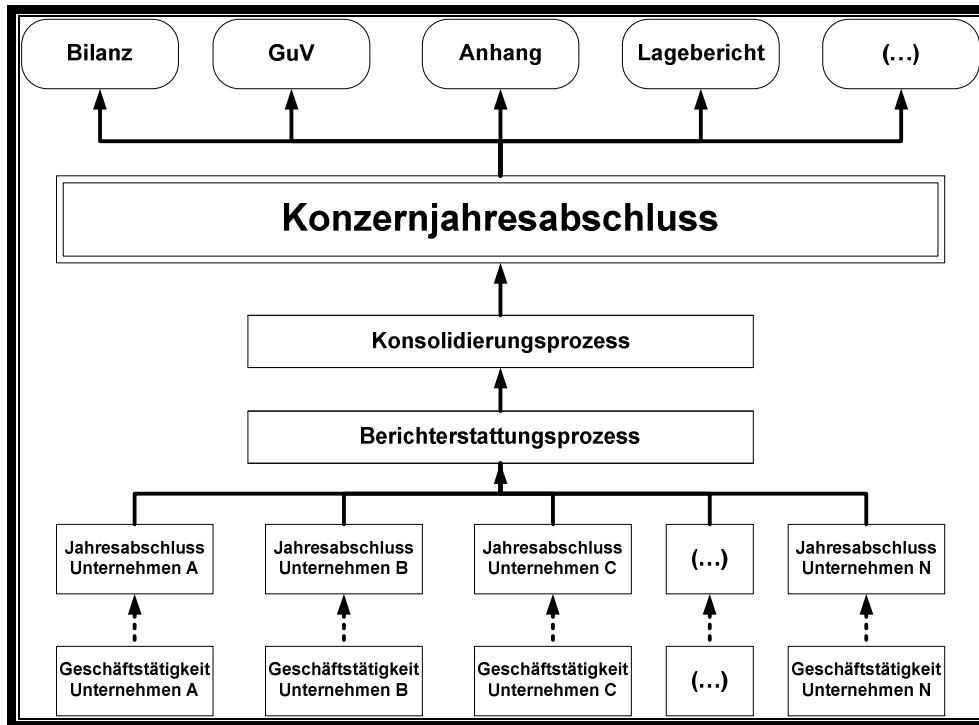 Bilanz
GuV
Anhang
Lagebericht
(…)
Konzernjahresabschluss
Konsolidierungsprozess
Berichterstattungsprozess
Jahresabschluss
Unternehmen A
Jahresabschluss
Unternehmen B
Jahresabschluss
Unternehmen C
(…)
Jahresabschluss
Unternehmen N
Geschäftstätigkeit
Unternehmen A
Geschäftstätigkeit
Unternehmen B
Geschäftstätigkeit
Unternehmen C
(…)
Geschäftstätigkeit
Unternehmen N